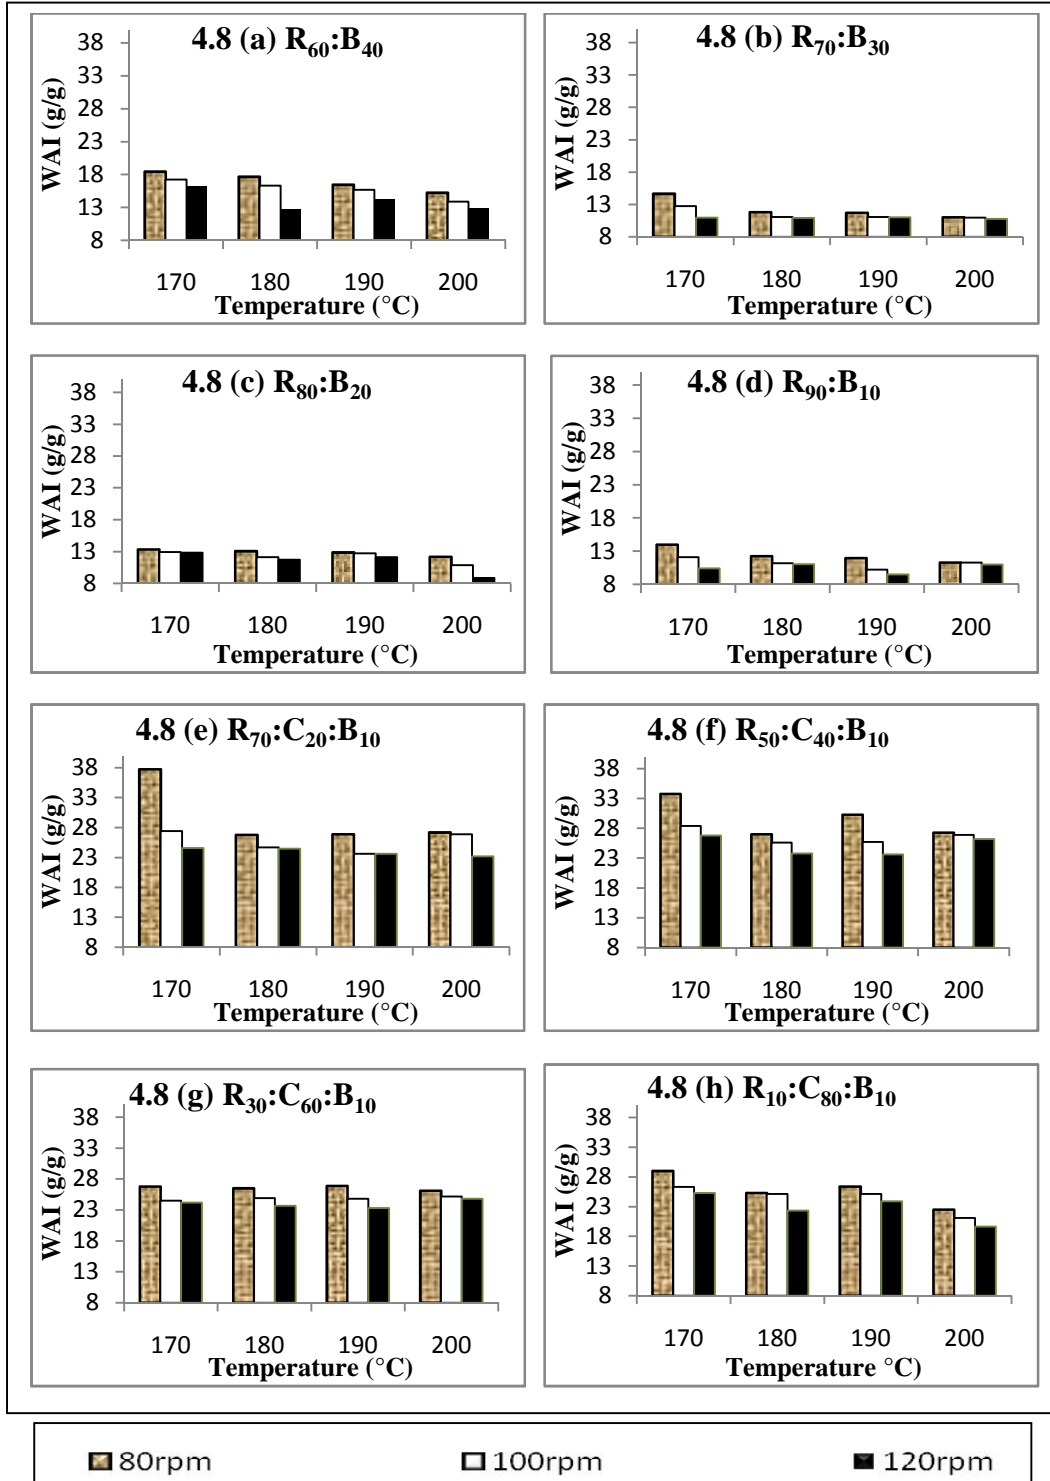 4.8 (a) R60:B40
WAI (g/g)
38
33
28
23
18
13
8
170 180 190 200
Temperature (°C)
4.8 (b) R70:B30
WAI (g/g)
38
33
28
23
18
13
8
170 180 190 200
Temperature (°C)
4.8 (c) R80:B20
WAI (g/g)
38
33
28
23
18
13
8
170 180 190 200
Temperature (°C)
4.8 (d) R90:B10
WAI (g/g)
38
33
28
23
18
13
8
170 180 190 200
Temperature (°C)
4.8 (e) R70:C20:B10
WAI (g/g)
38
33
28
23
18
13
8
170 180 190 200
Temperature (°C)
4.8 (f) R50:C40:B10
WAI (g/g)
38
33
28
23
18
13
8
170 180 190 200
Temperature (°C)
4.8 (g) R30:C60:B10
WAI (g/g)
38
33
28
23
18
13
8
170 180 190 200
Temperature (°C)
4.8 (h) R10:C80:B10
WAI (g/g)
38
33
28
23
18
13
8
170 180 190 200
Temperature °C)
80rpm 100rpm 120rpm